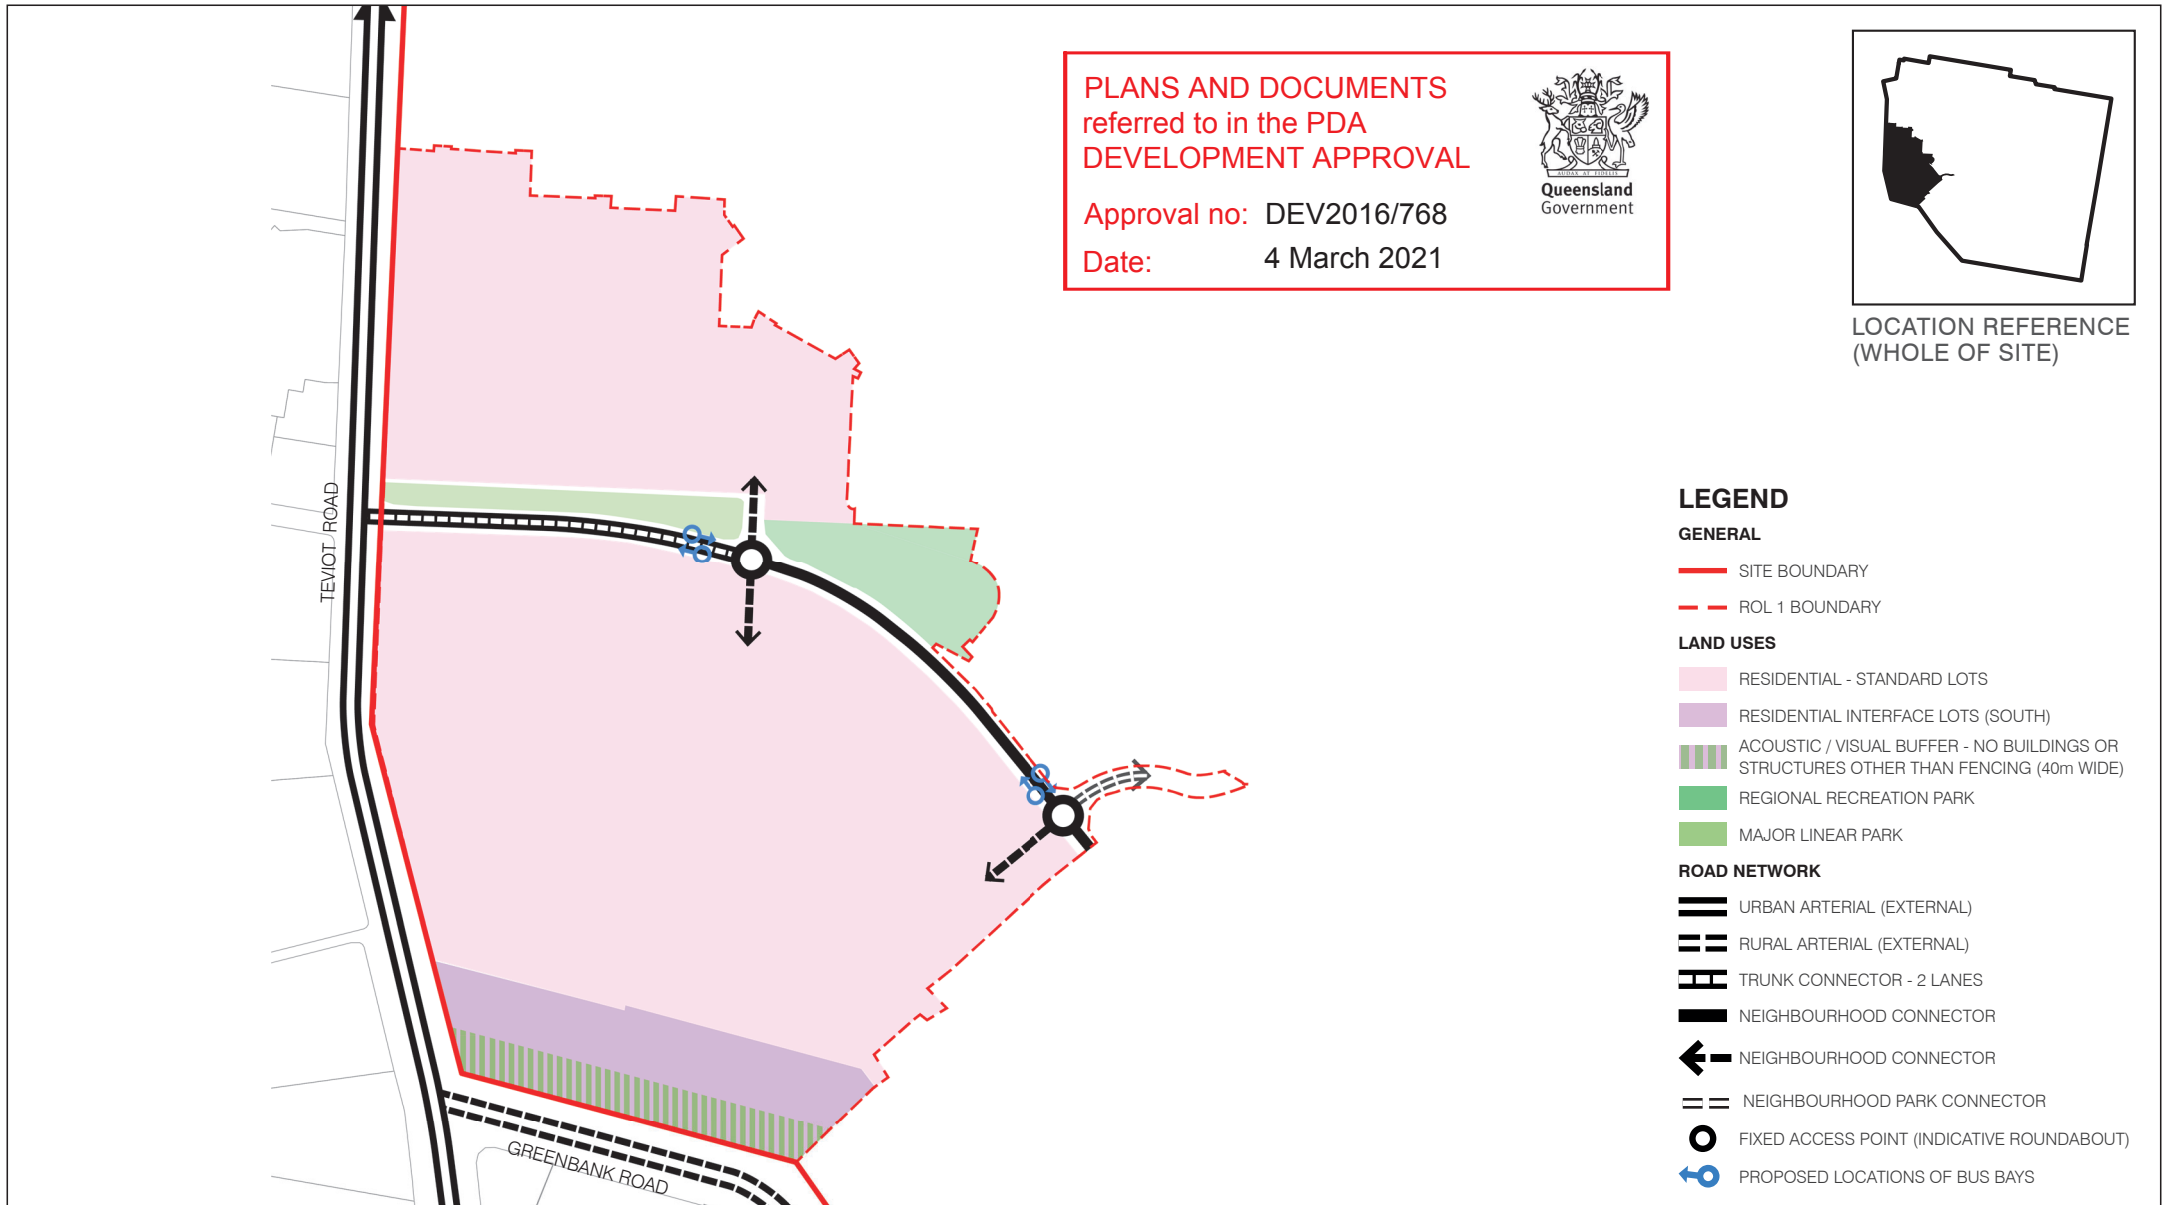 PLANS AND DOCUMENTS
referred to in the PDA
DEVELOPMENT APPROVAL
Approval no: DEV2016/768
Date: 4 March 2021
AUDAX AT FIDELIS
Queensland
Government
LOCATION REFERENCE
(WHOLE OF SITE)
TEVIOT ROAD
GREENBANK ROAD
LEGEND
GENERAL
SITE BOUNDARY
ROL 1 BOUNDARY
LAND USES
RESIDENTIAL - STANDARD LOTS
RESIDENTIAL INTERFACE LOTS (SOUTH)
ACOUSTIC / VISUAL BUFFER - NO BUILDINGS OR
STRUCTURES OTHER THAN FENCING (40m WIDE)
REGIONAL RECREATION PARK
MAJOR LINEAR PARK
ROAD NETWORK
URBAN ARTERIAL (EXTERNAL)
RURAL ARTERIAL (EXTERNAL)
TRUNK CONNECTOR - 2 LANES
NEIGHBOURHOOD CONNECTOR
NEIGHBOURHOOD CONNECTOR
NEIGHBOURHOOD PARK CONNECTOR
FIXED ACCESS POINT (INDICATIVE ROUNDABOUT)
PROPOSED LOCATIONS OF BUS BAYS